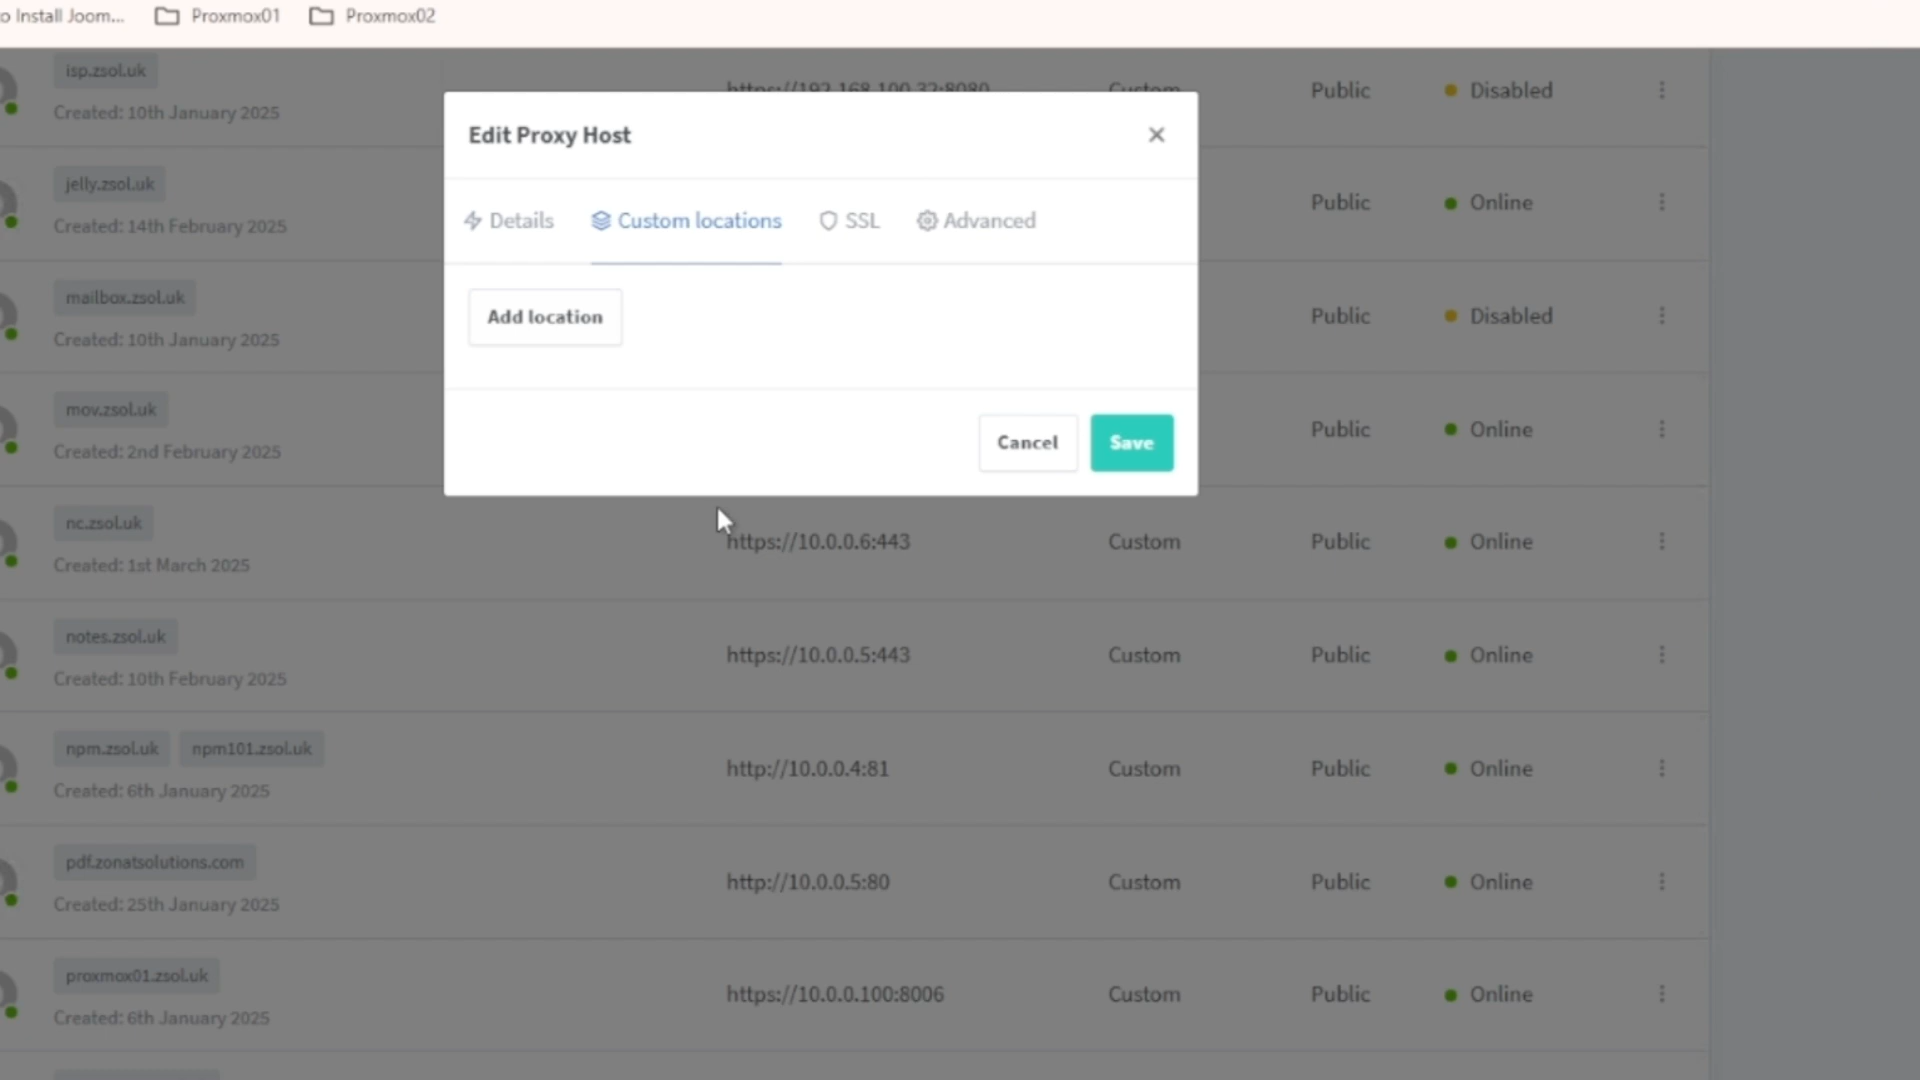 o Install Joom... Proxmox01 Proxmox02
isp.zsol.uk
Created: 10th January 2025
https://192.168.100.32:8080 Custom Public Disabled
Edit Proxy Host
Details Custom locations SSL Advanced
Add location
Cancel Save
jelly.zsol.uk
Created: 14th February 2025
Public Online
mailbox.zsol.uk
Created: 10th January 2025
Public Disabled
mov.zsol.uk
Created: 2nd February 2025
Public Online
nc.zsol.uk
Created: 1st March 2025
https://10.0.0.6:443 Custom Public Online
notes.zsol.uk
Created: 10th February 2025
https://10.0.0.5:443 Custom Public Online
npm.zsol.uk npm101.zsol.uk
Created: 6th January 2025
http://10.0.0.4:81 Custom Public Online
pdf.zonatsolutions.com
Created: 25th January 2025
http://10.0.0.5:80 Custom Public Online
proxmox01.zsol.uk
Created: 6th January 2025
https://10.0.0.100:8006 Custom Public Online